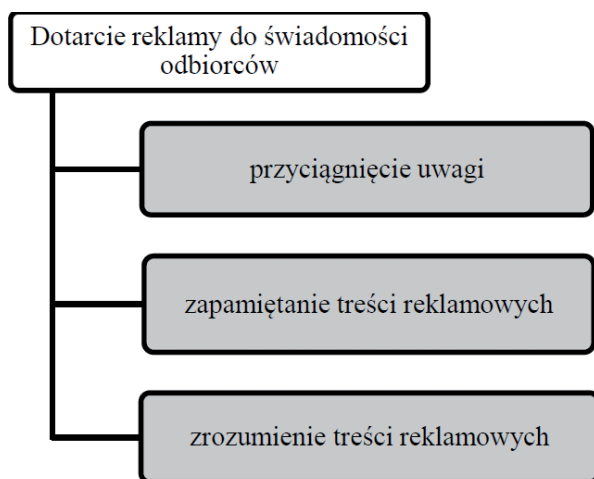 Dotarcie reklamy do świadomości
odbiorców
przyciągnięcie uwagi
zapamiętanie treści reklamowych
zrozumienie treści reklamowych